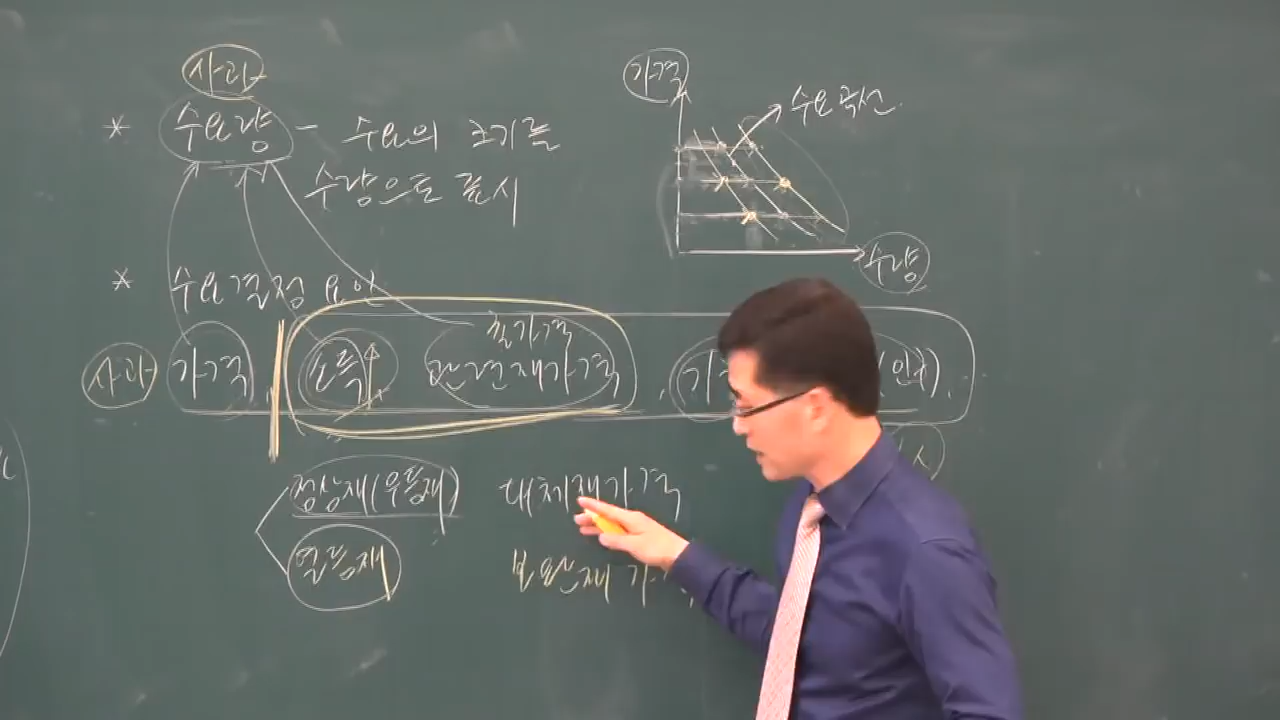 사과
* 수요량 - 수요의 크기를
수량으로 표시
가격
수요곡선
수량
* 수요결정 요인
사과 가격, 소득↑ 관련재가격, (인구),
정상재(우등재) 대체재가격
열등재 보완재